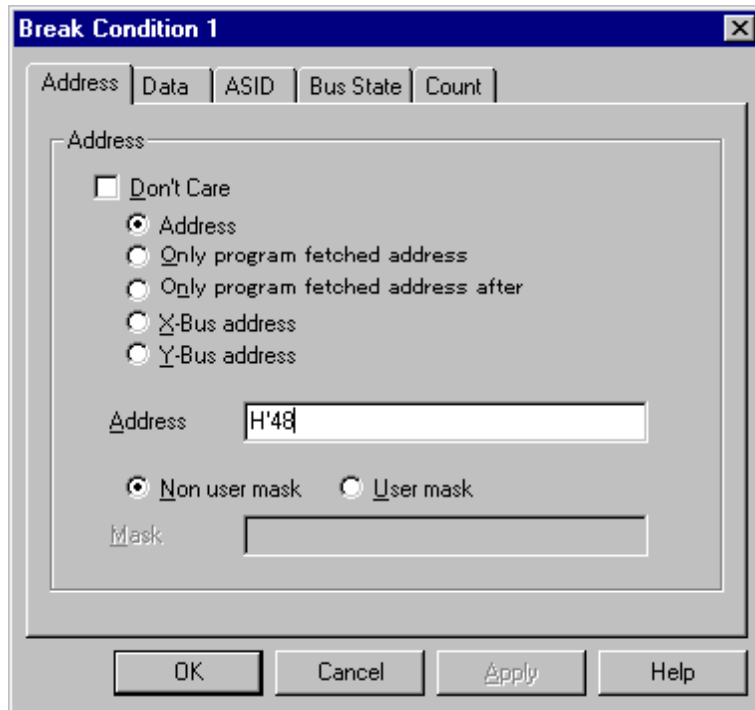 Break Condition 1
Address Data ASID Bus State Count
Address
Don't Care
Address
Only program fetched address
Only program fetched address after
X-Bus address
Y-Bus address
Address H'48
Non user mask User mask
Mask
OK Cancel Apply Help